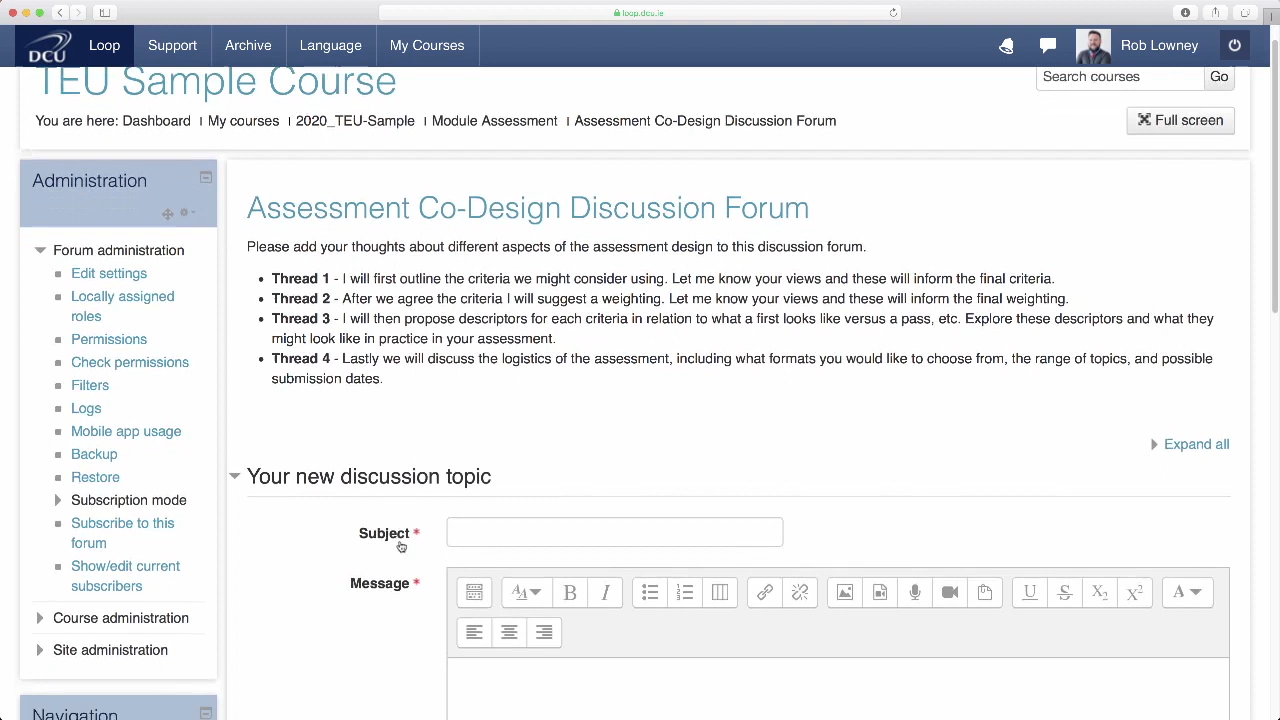 loop.dcu.ie
DCU Loop Support Archive Language My Courses Rob Lowney
TEU Sample Course
Search courses Go
You are here: Dashboard My courses 2020_TEU-Sample Module Assessment Assessment Co-Design Discussion Forum
Full screen
Administration
Forum administration
Edit settings
Locally assigned
roles
Permissions
Check permissions
Filters
Logs
Mobile app usage
Backup
Restore
Subscription mode
Subscribe to this
forum
Show/edit current
subscribers
Course administration
Site administration
Navigation
Assessment Co-Design Discussion Forum
Please add your thoughts about different aspects of the assessment design to this discussion forum.
• Thread 1 - I will first outline the criteria we might consider using. Let me know your views and these will inform the final criteria.
• Thread 2 - After we agree the criteria I will suggest a weighting. Let me know your views and these will inform the final weighting.
• Thread 3 - I will then propose descriptors for each criteria in relation to what a first looks like versus a pass, etc. Explore these descriptors and what they
might look like in practice in your assessment.
• Thread 4 - Lastly we will discuss the logistics of the assessment, including what formats you would like to choose from, the range of topics, and possible
submission dates.
Expand all
Your new discussion topic
Subject *
Message *